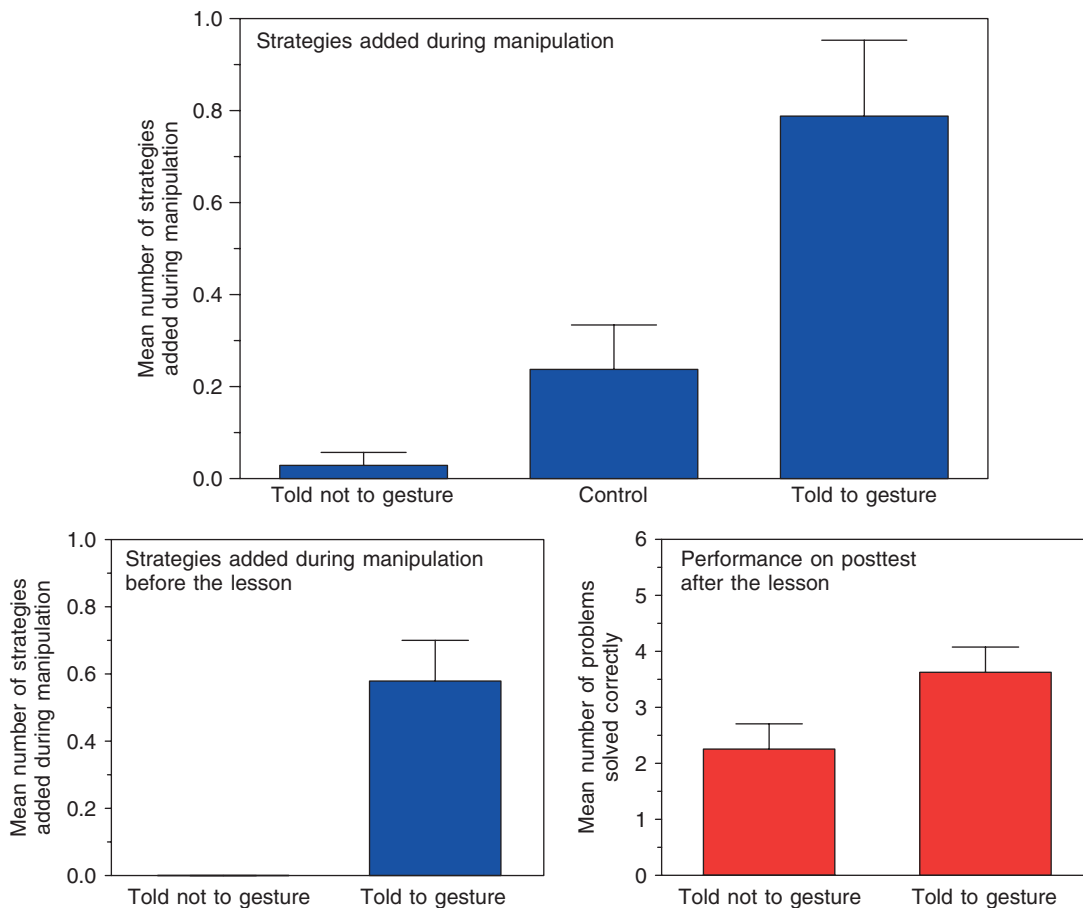 Strategies added during manipulation
Mean number of strategies
added during manipulation
1.0
0.8
0.6
0.4
0.2
0.0
Told not to gesture
Control
Told to gesture
Strategies added during manipulation
before the lesson
Mean number of strategies
added during manipulation
1.0
0.8
0.6
0.4
0.2
0.0
Told not to gesture
Told to gesture
Performance on posttest
after the lesson
Mean number of problems
solved correctly
6
5
4
3
2
1
0
Told not to gesture
Told to gesture